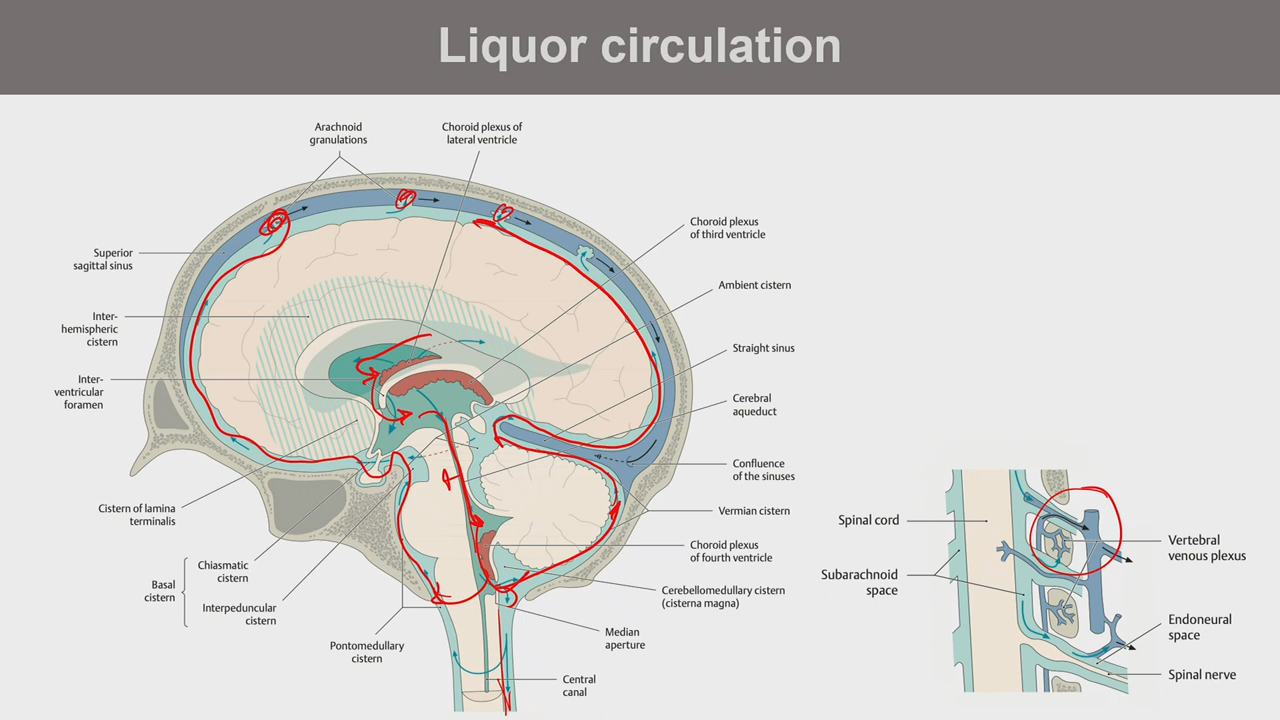 Liquor circulation
Arachnoid
granulations
Choroid plexus of
lateral ventricle
Choroid plexus
of third ventricle
Superior
sagittal sinus
Ambient cistern
Inter-
hemispheric
cistern
Straight sinus
Inter-
ventricular
foramen
Cerebral
aqueduct
Confluence
of the sinuses
Cistern of lamina
terminalis
Vermian cistern
Spinal cord
Vertebral
venous plexus
Choroid plexus
of fourth ventricle
Chiasmatic
cistern
Basal
cistern
Interpeduncular
cistern
Subarachnoid
space
Cerebellomedullary cistern
(cisterna magna)
Endoneural
space
Pontomedullary
cistern
Median
aperture
Spinal nerve
Central
canal